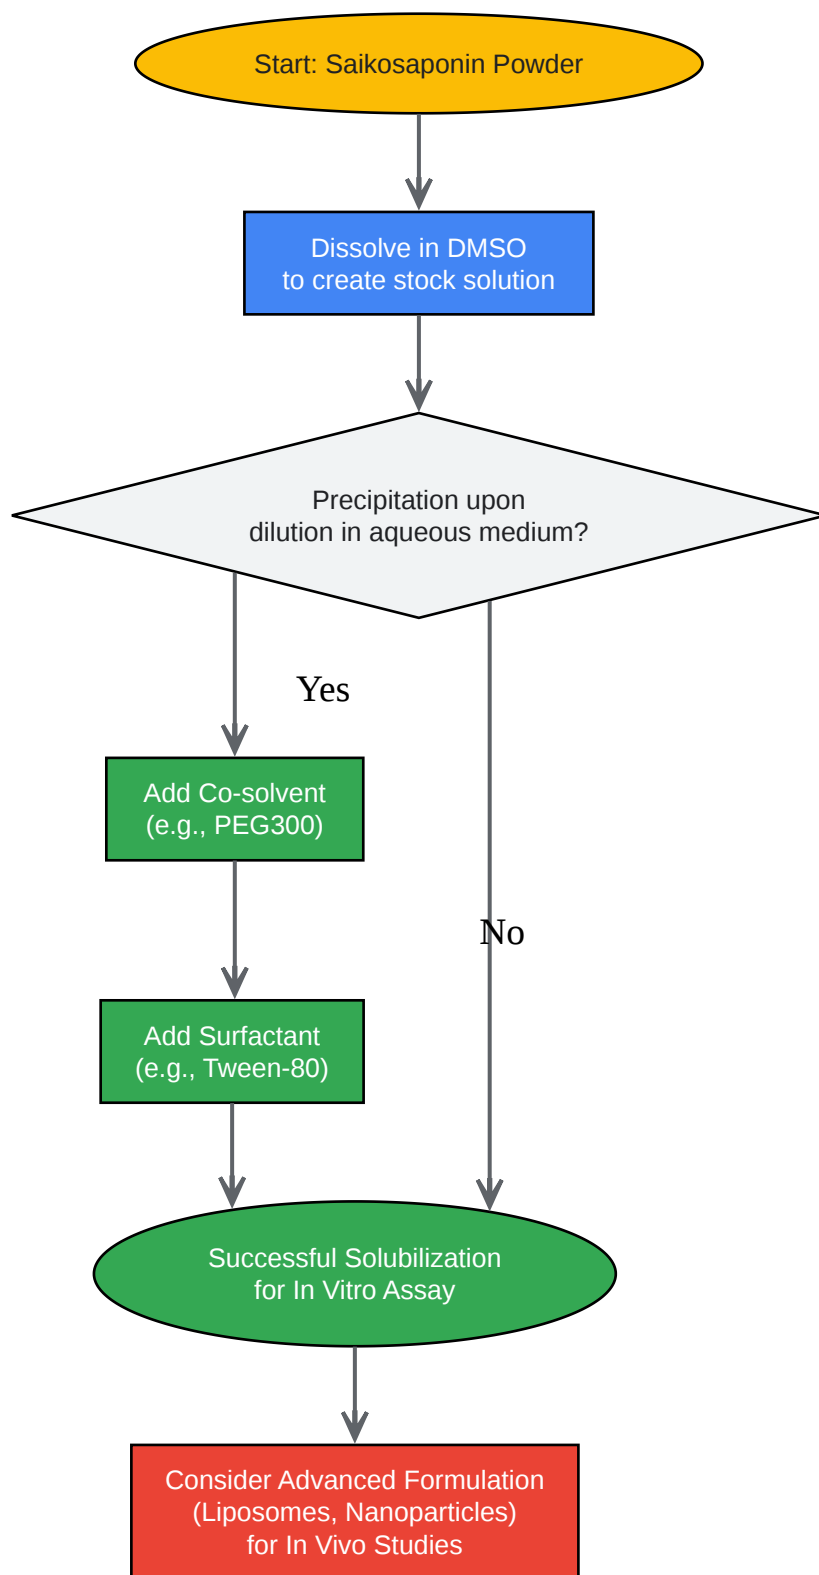 Start: Saikosaponin Powder
Dissolve in DMSO
to create stock solution
Precipitation upon
dilution in aqueous medium?
Yes
Add Co-solvent
(e.g., PEG300)
No
Add Surfactant
(e.g., Tween-80)
Successful Solubilization
for In Vitro Assay
Consider Advanced Formulation
(Liposomes, Nanoparticles)
for In Vivo Studies